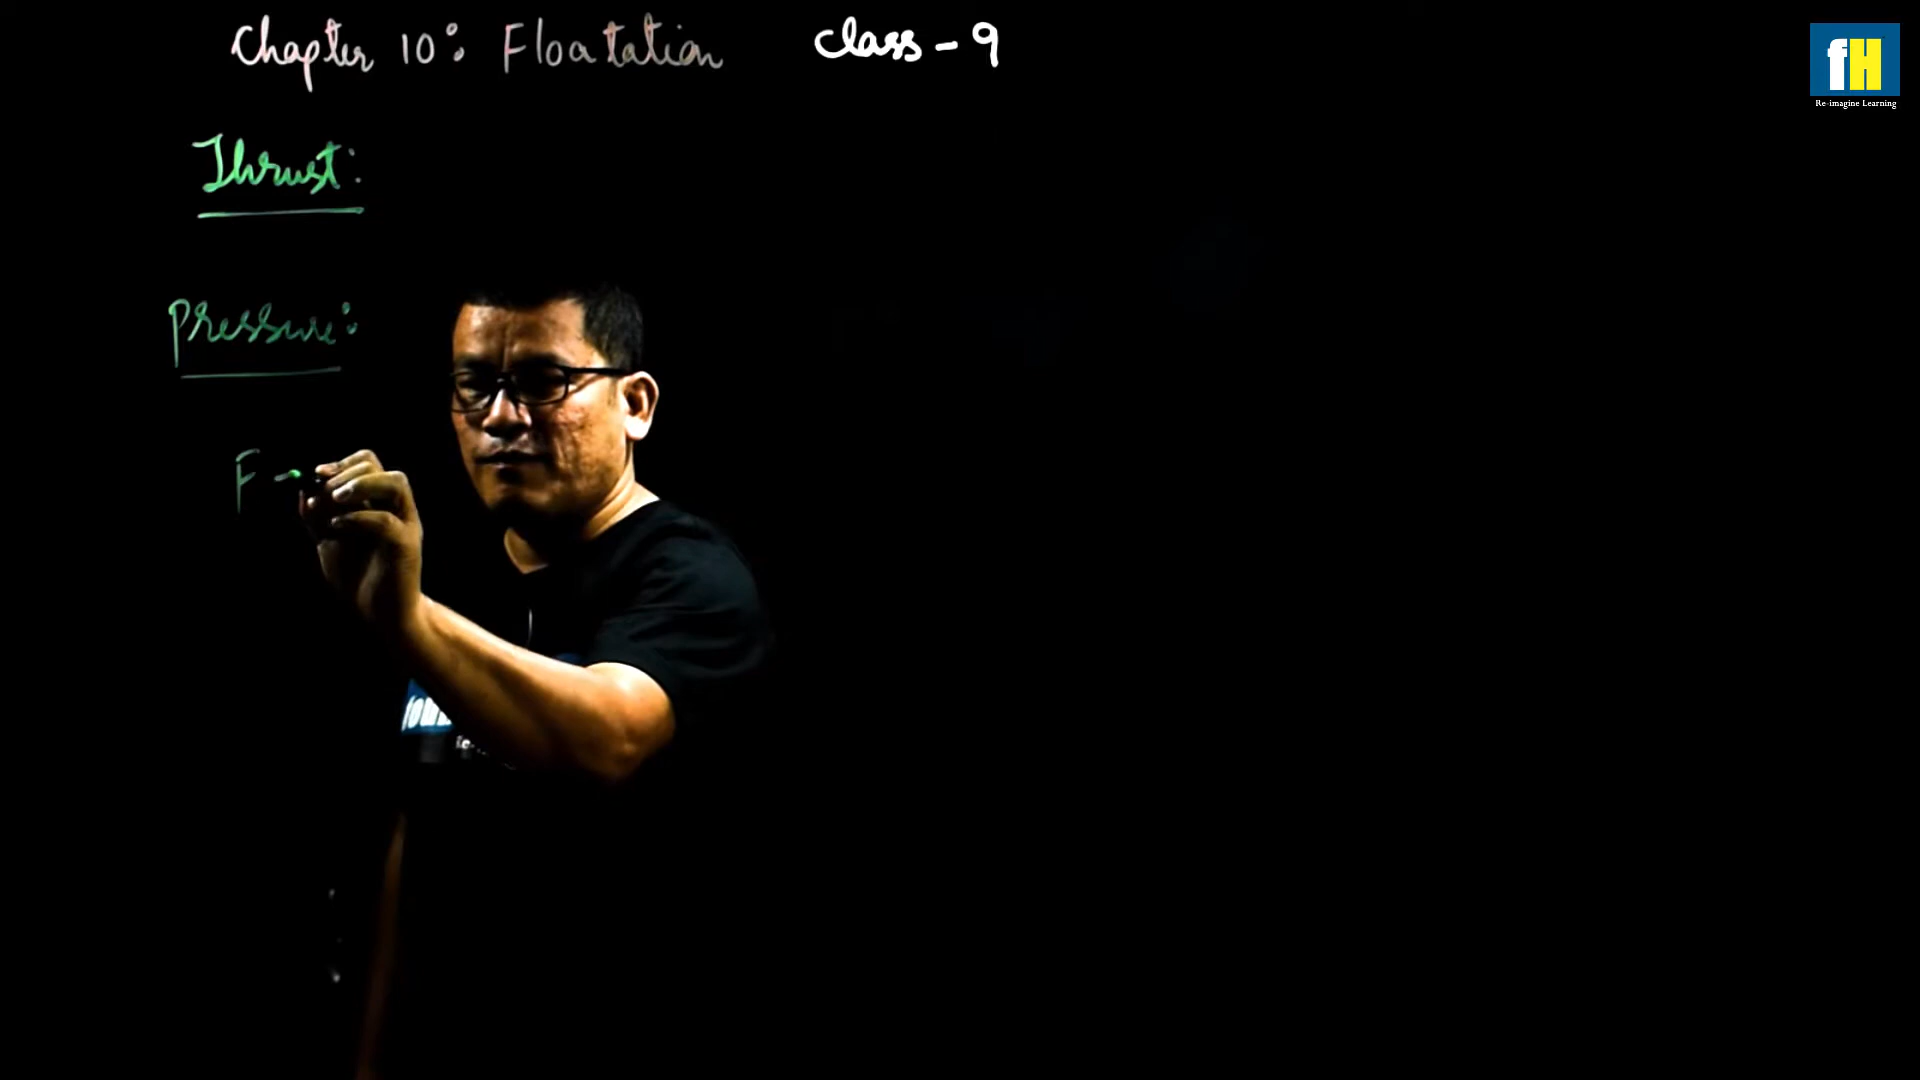 Chapter 10: Floatation Class - 9
fH
Re-imagine Learning
Thrust:
Pressure:
F -